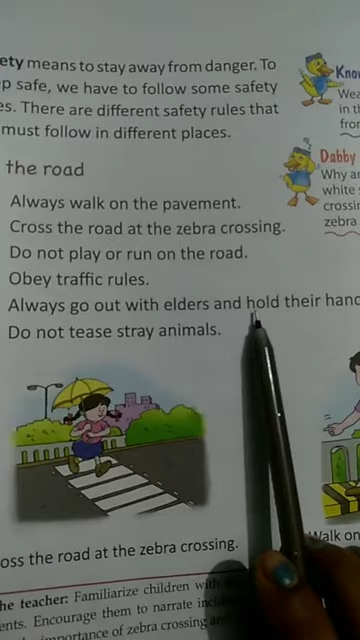 ety means to stay away from danger. To
p safe, we have to follow some safety
es. There are different safety rules that
must follow in different places.
the road
Always walk on the pavement.
Cross the road at the zebra crossing.
Do not play or run on the road.
Obey traffic rules.
Always go out with elders and hold their hand
Do not tease stray animals.
oss the road at the zebra crossing.
Walk on
he teacher: Familiarize children with
ents. Encourage them to narrate
importance of zebra crossing
Know
Wea
in th
from
Dabby
Why ar
white s
crossin
zebra